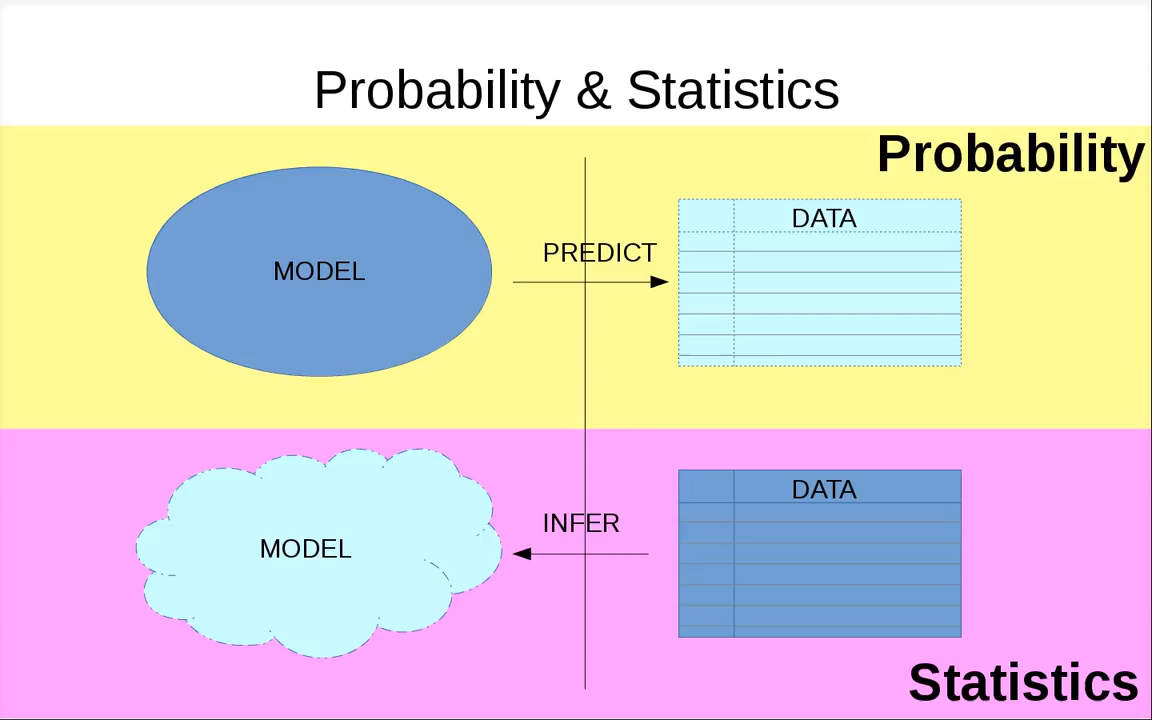 Probability & Statistics
Probability
MODEL
PREDICT
DATA
MODEL
INFER
DATA
Statistics